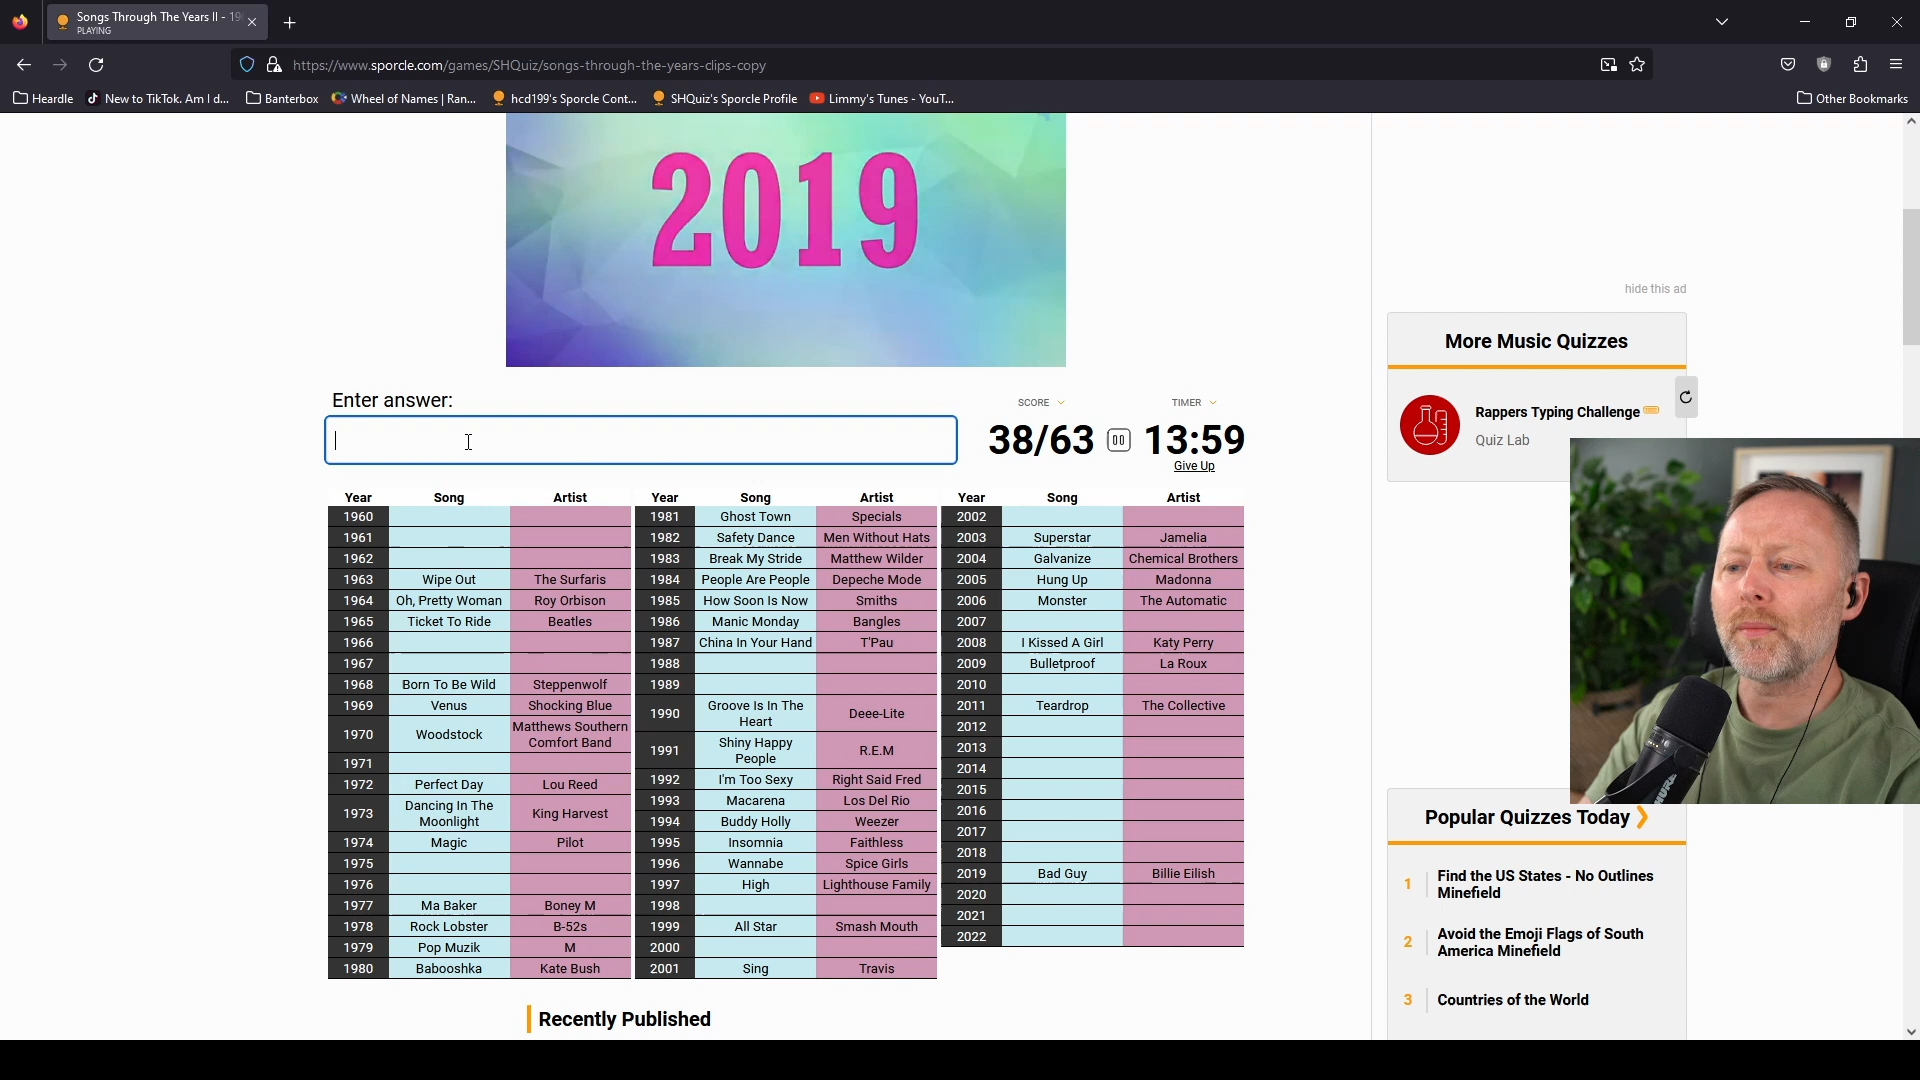 Songs Through The Years II - 19
PLAYING
https://www.sporcle.com/games/SHQuiz/songs-through-the-years-clips-copy
Heardle
New to TikTok. Am I d...
Banterbox
Wheel of Names | Ran...
hcd199's Sporcle Cont...
SHQuiz's Sporcle Profile
Limmy's Tunes - YouT...
Other Bookmarks
2019
hide this ad
More Music Quizzes
Rappers Typing Challenge
Quiz Lab
Enter answer:
SCORE
TIMER
38/63
13:59
Give Up
Year Song Artist
1960
1961
1962
1963 Wipe Out The Surfaris
1964 Oh, Pretty Woman Roy Orbison
1965 Ticket To Ride Beatles
1966
1967
1968 Born To Be Wild Steppenwolf
1969 Venus Shocking Blue
1970 Woodstock Matthews Southern Comfort Band
1971
1972 Perfect Day Lou Reed
1973 Dancing In The Moonlight King Harvest
1974 Magic Pilot
1975
1976
1977 Ma Baker Boney M
1978 Rock Lobster B-52s
1979 Pop Muzik M
1980 Babooshka Kate Bush
Year Song Artist
1981 Ghost Town Specials
1982 Safety Dance Men Without Hats
1983 Break My Stride Matthew Wilder
1984 People Are People Depeche Mode
1985 How Soon Is Now Smiths
1986 Manic Monday Bangles
1987 China In Your Hand T'Pau
1988
1989
1990 Groove Is In The Heart Deee-Lite
1991 Shiny Happy People R.E.M
1992 I'm Too Sexy Right Said Fred
1993 Macarena Los Del Rio
1994 Buddy Holly Weezer
1995 Insomnia Faithless
1996 Wannabe Spice Girls
1997 High Lighthouse Family
1998
1999 All Star Smash Mouth
2000
2001 Sing Travis
Year Song Artist
2002
2003 Superstar Jamelia
2004 Galvanize Chemical Brothers
2005 Hung Up Madonna
2006 Monster The Automatic
2007
2008 I Kissed A Girl Katy Perry
2009 Bulletproof La Roux
2010
2011 Teardrop The Collective
2012
2013
2014
2015
2016
2017
2018
2019 Bad Guy Billie Eilish
2020
2021
2022
Popular Quizzes Today
1 Find the US States - No Outlines Minefield
2 Avoid the Emoji Flags of South America Minefield
3 Countries of the World
Recently Published